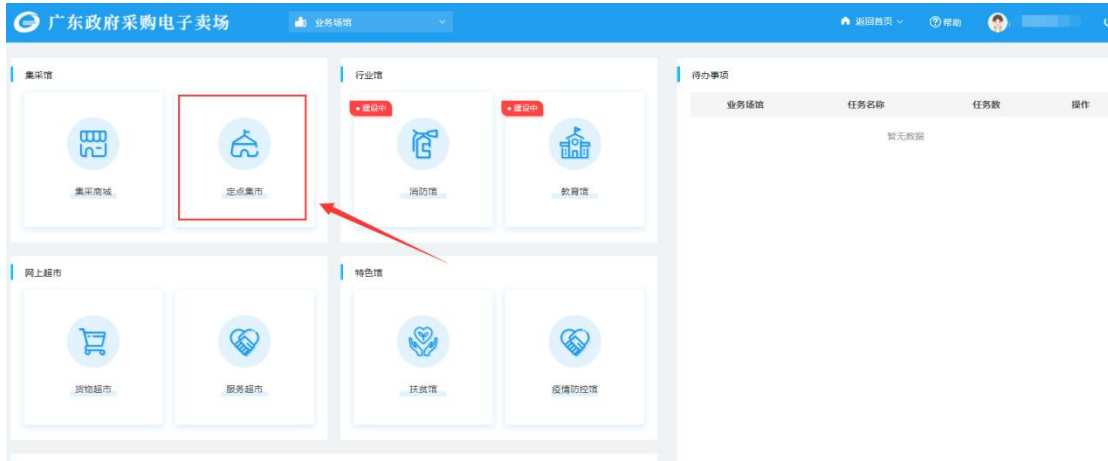 广东政府采购电子卖场
业务场馆
返回首页
帮助
集采馆
集采商城
定点集市
行业馆
• 建设中
消防馆
• 建设中
教育馆
网上超市
货物超市
服务超市
特色馆
扶贫馆
疫情防控馆
待办事项
业务场馆 任务名称 任务数 操作
暂无数据